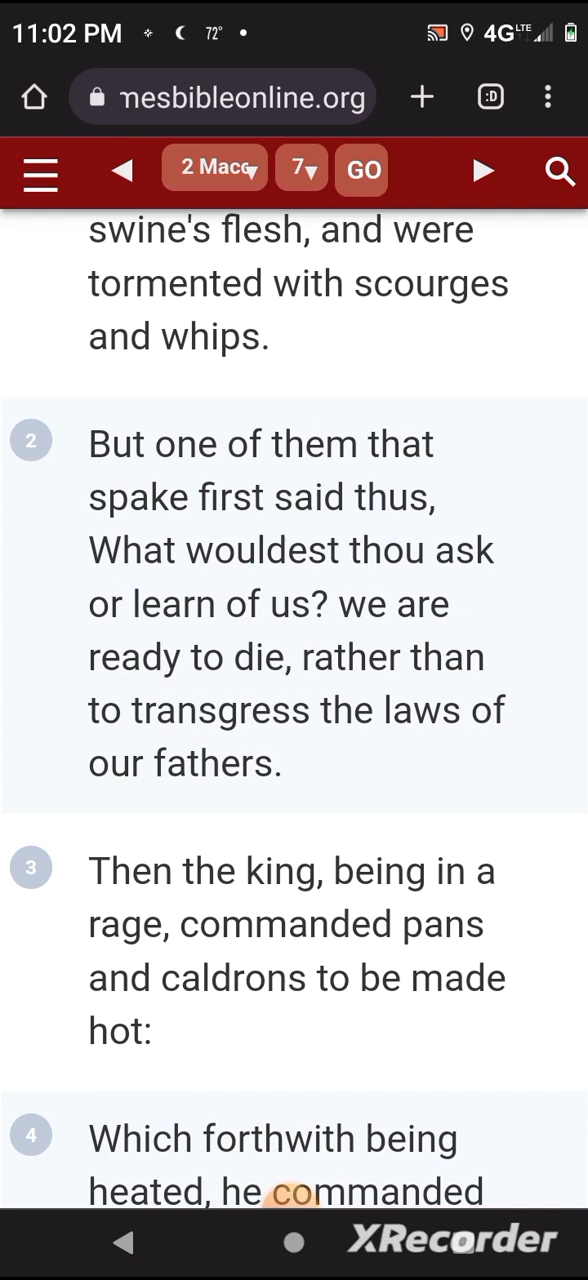 11:02 PM 72° • 4G LTE
mesbibleonline.org + :D
2 Macc 7 GO
swine's flesh, and were
tormented with scourges
and whips.
2 But one of them that
spake first said thus,
What wouldest thou ask
or learn of us? we are
ready to die, rather than
to transgress the laws of
our fathers.
3 Then the king, being in a
rage, commanded pans
and caldrons to be made
hot:
4 Which forthwith being
heated, he commanded
XRecorder